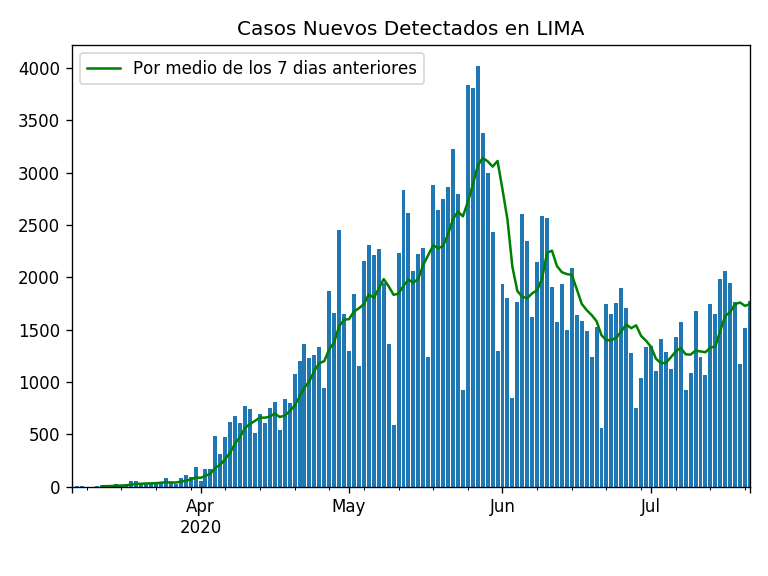 Casos Nuevos Detectados en LIMA
Por medio de los 7 dias anteriores
4000
3500
3000
2500
2000
1500
1000
500
0
Apr
2020
May
Jun
Jul